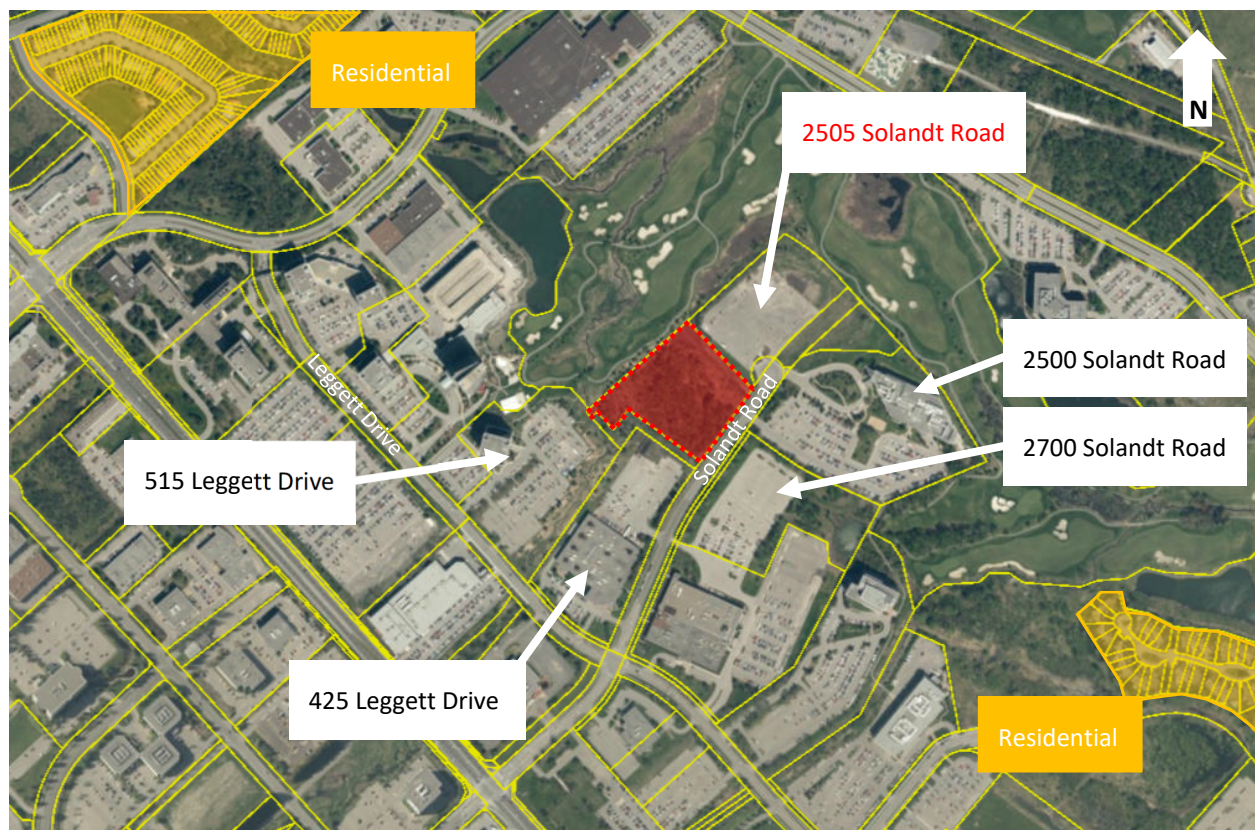 Residential
2505 Solandt Road
N
2500 Solandt Road
Leggett Drive
Solandt Road
2700 Solandt Road
515 Leggett Drive
425 Leggett Drive
Residential